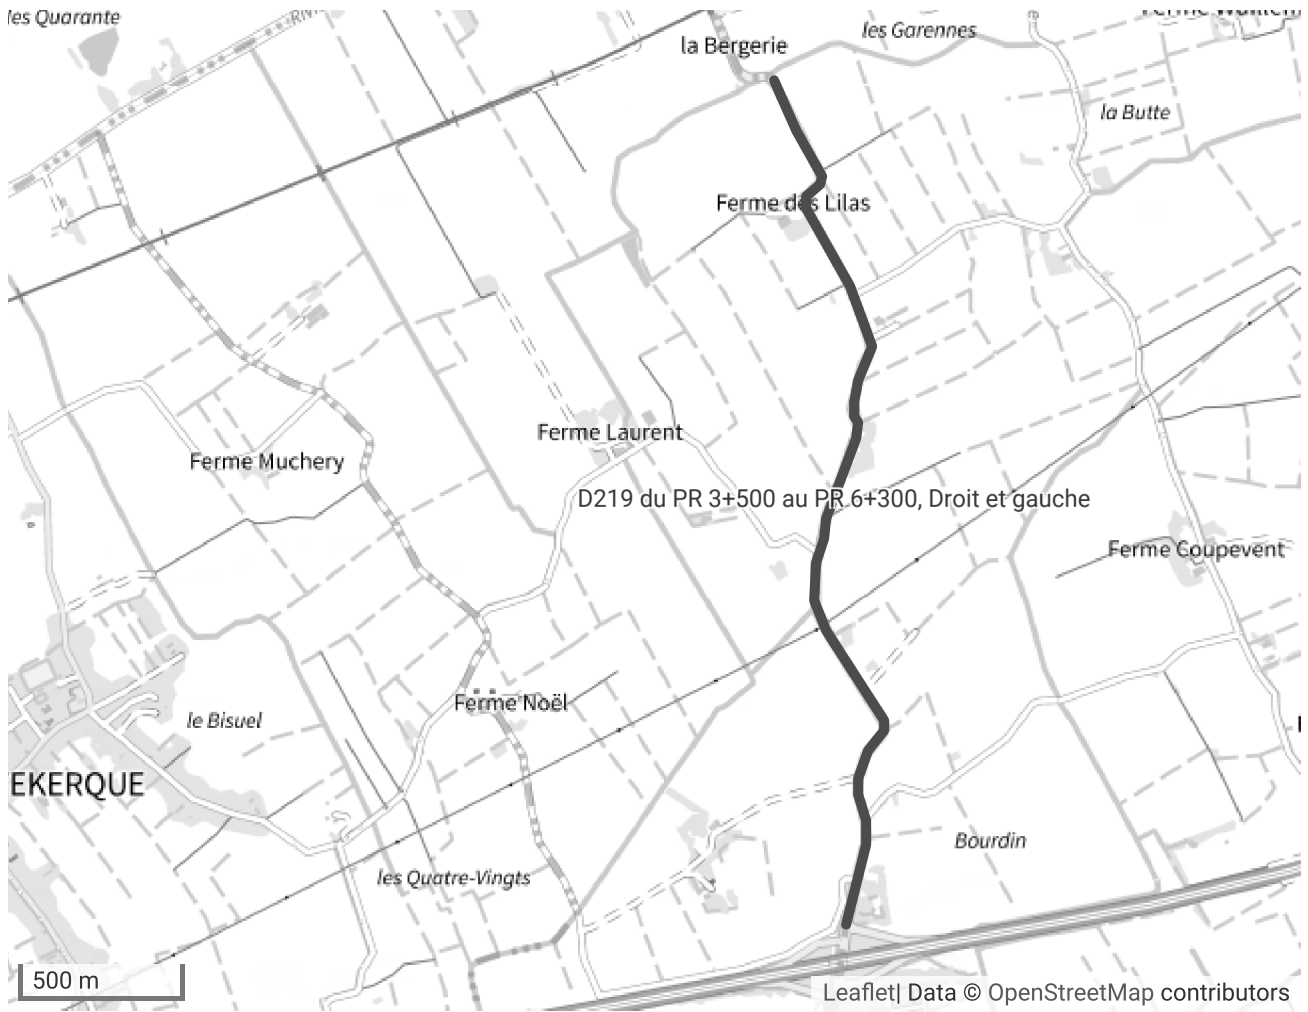 les Quarante
la Bergerie
les Garennes
la Butte
Ferme des Lilas
Ferme Laurent
Ferme Muchery
D219 du PR 3+500 au PR 6+300, Droit et gauche
Ferme Coupevent
Ferme Noël
le Bisuel
EKERQUE
Bourdin
les Quatre-Vingts
500 m
Leaflet| Data © OpenStreetMap contributors